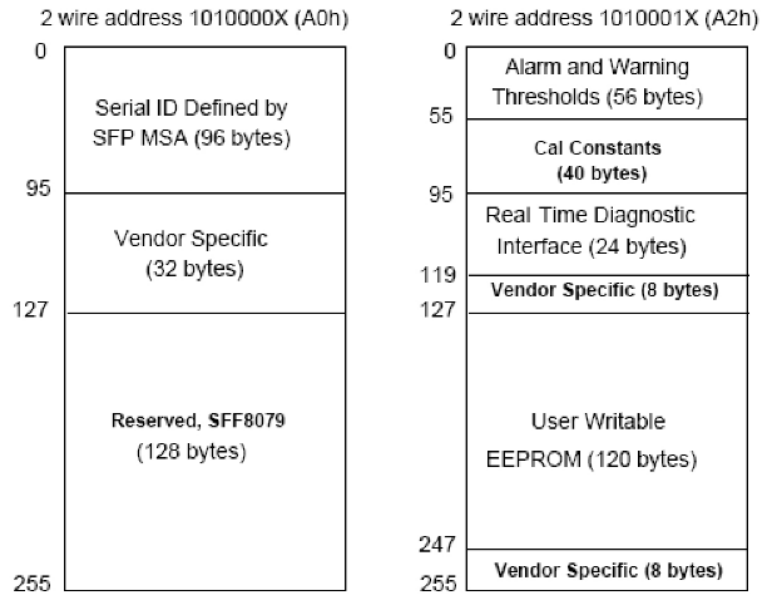 2 wire address 1010000X (A0h)
0
Serial ID Defined by
SFP MSA (96 bytes)
95
Vendor Specific
(32 bytes)
127
Reserved, SFF8079
(128 bytes)
255
2 wire address 1010001X (A2h)
0
Alarm and Warning
Thresholds (56 bytes)
55
Cal Constants
(40 bytes)
95
Real Time Diagnostic
Interface (24 bytes)
119
Vendor Specific (8 bytes)
127
User Writable
EEPROM (120 bytes)
247
Vendor Specific (8 bytes)
255